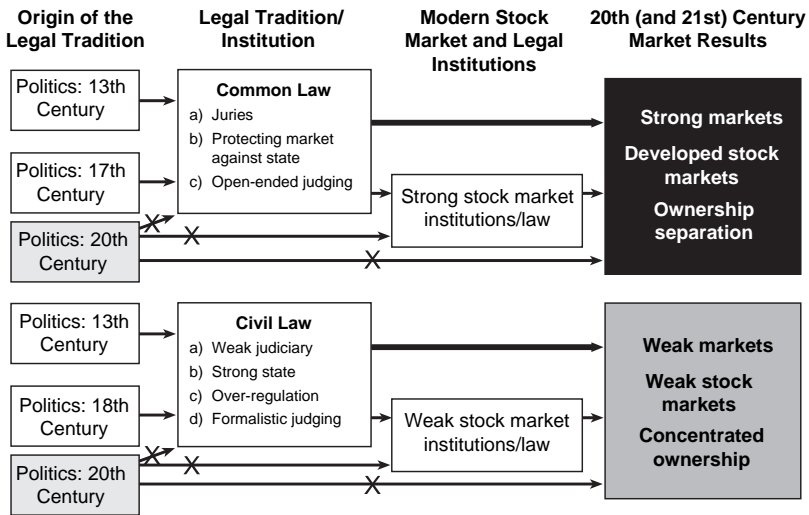 Origin of the
Legal Tradition
Legal Tradition/
Institution
Modern Stock
Market and Legal
Institutions
20th (and 21st) Century
Market Results
Politics: 13th
Century
Politics: 17th
Century
Politics: 20th
Century
Common Law
a) Juries
b) Protecting market
against state
c) Open-ended judging
Strong stock market
institutions/law
Strong markets
Developed stock
markets
Ownership
separation
Politics: 13th
Century
Politics: 18th
Century
Politics: 20th
Century
Civil Law
a) Weak judiciary
b) Strong state
c) Over-regulation
d) Formalistic judging
Weak stock market
institutions/law
Weak markets
Weak stock
markets
Concentrated
ownership